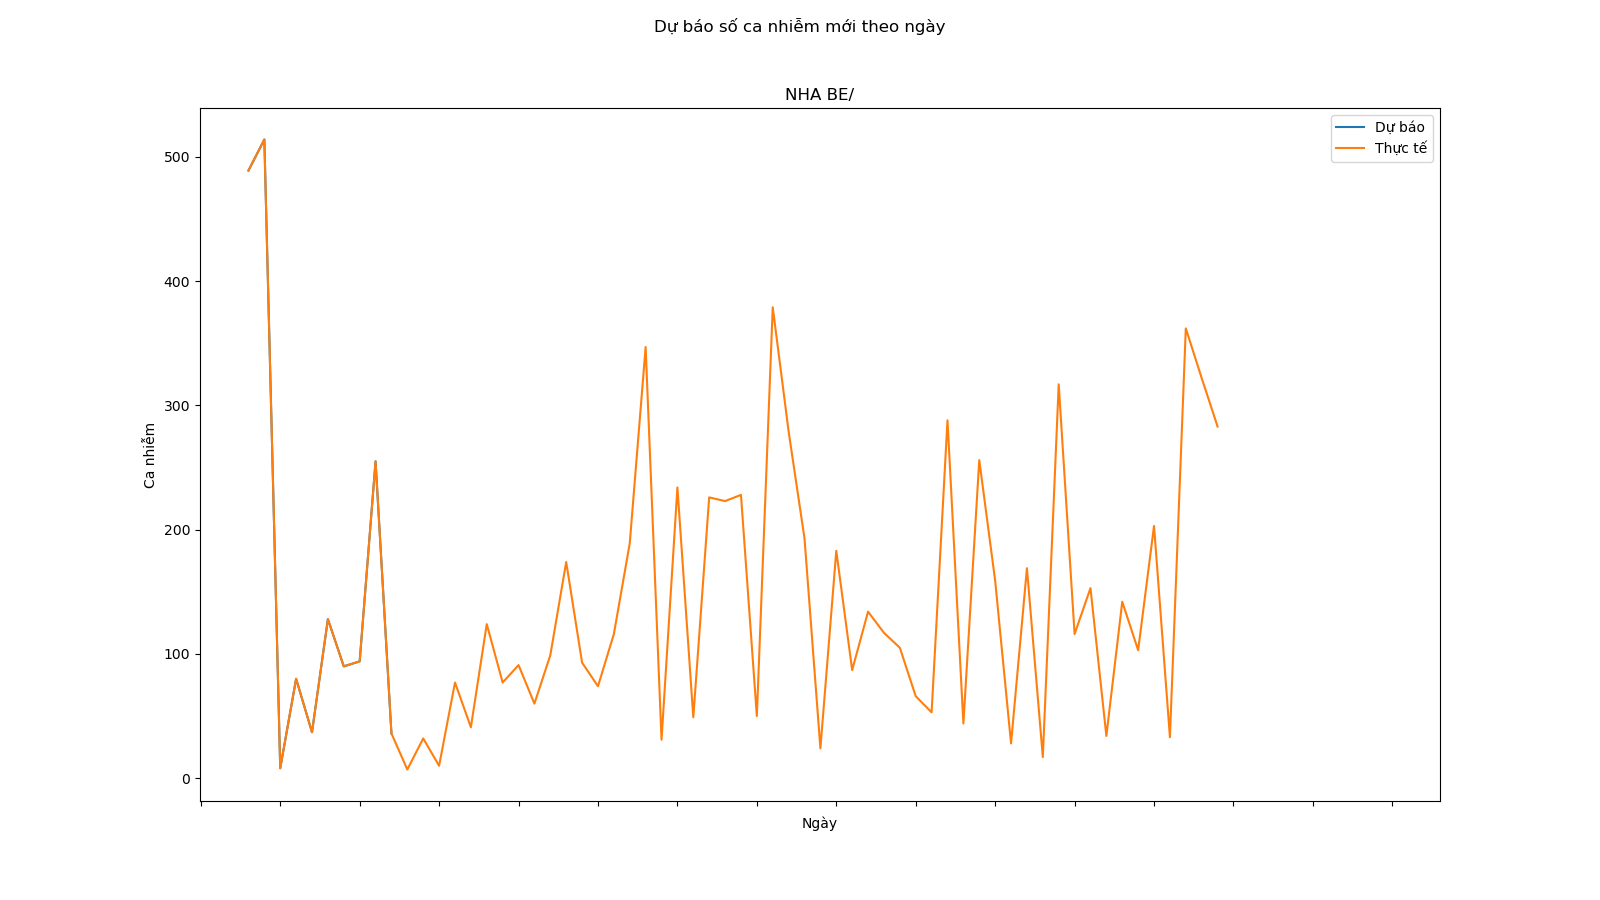 Dự báo số ca nhiễm mới theo ngày
NHA BE/
Dự báo
Thực tế
500
400
300
200
100
0
Ca nhiễm
Ngày